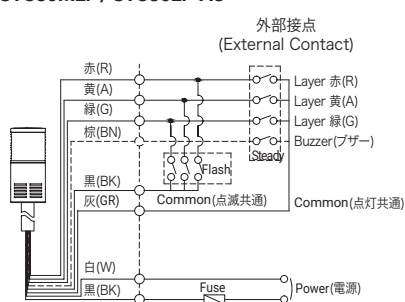 外部接点
(External Contact)
赤(R)
Layer 赤(R)
黄(A)
Layer 黄(A)
緑(G)
Layer 緑(G)
棕(BN)
Buzzer(ブザー)
Steady
Flash
黒(BK)
灰(GR)
Common(点滅共通)
Common(点灯共通)
白(W)
Fuse
Power(電源)
黒(BK)